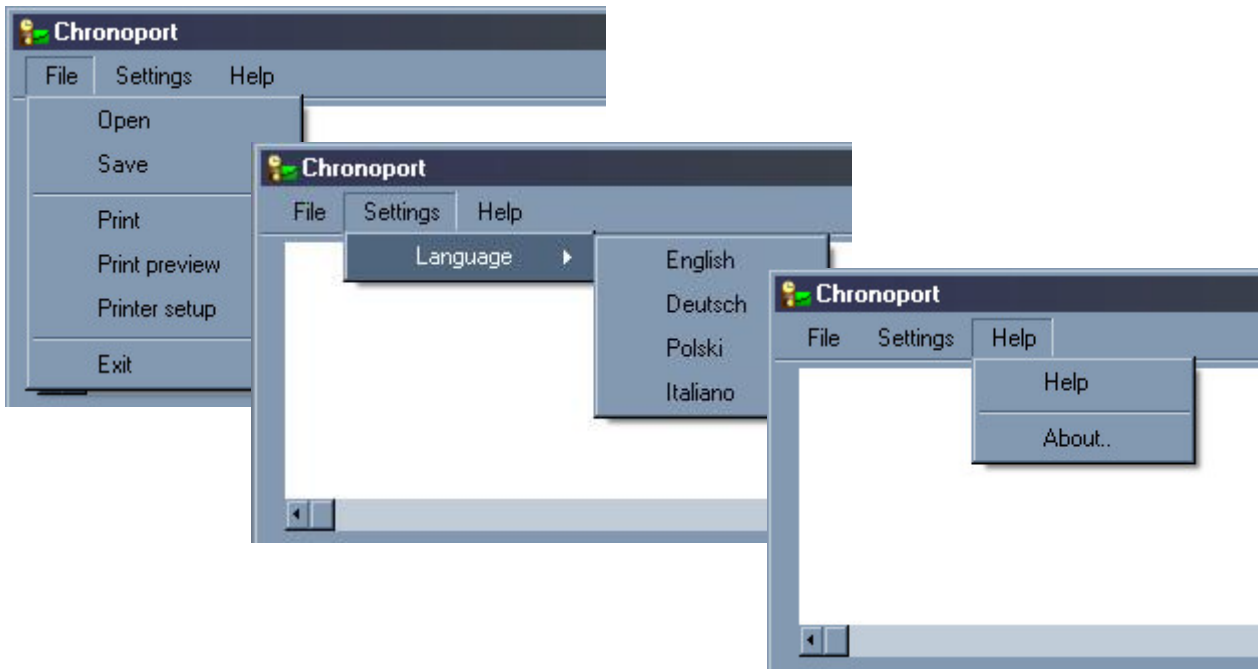 Chronoport
File Settings Help
Open
Save
Print
Print preview
Printer setup
Exit
Chronoport
File Settings Help
Language
English
Deutsch
Polski
Italiano
Chronoport
File Settings Help
Help
About..